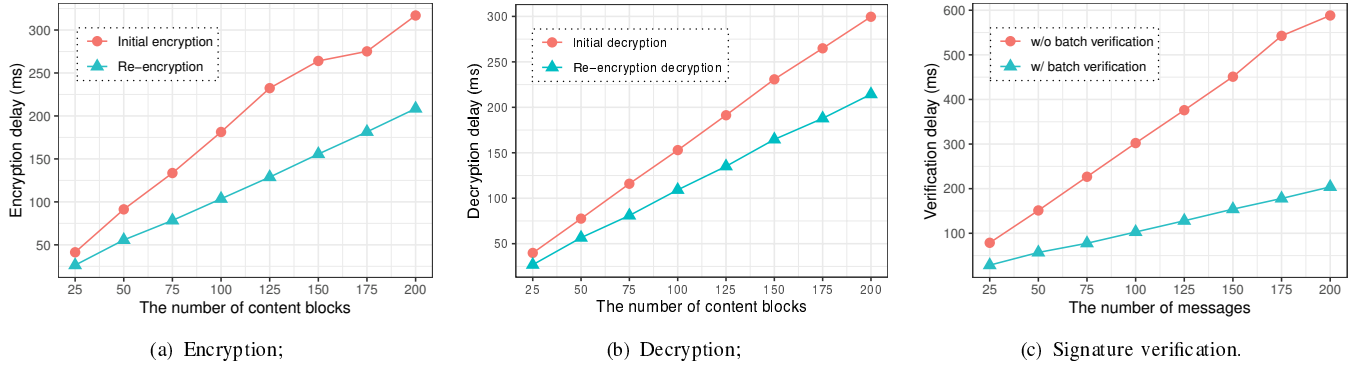 Encryption delay (ms)
300
250
200
150
100
50
Initial encryption
Re-encryption
25 50 75 100 125 150 175 200
The number of content blocks
(a) Encryption;
Decryption delay (ms)
300
250
200
150
100
50
Initial decryption
Re-encryption decryption
25 50 75 100 125 150 175 200
The number of content blocks
(b) Decryption;
Verification delay (ms)
600
500
400
300
200
100
w/o batch verification
w/ batch verification
25 50 75 100 125 150 175 200
The number of messages
(c) Signature verification.